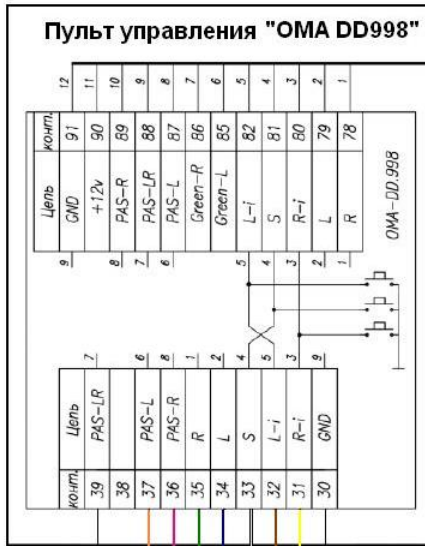 Пульт управления "ОМА DD998"
12 11 10 9 8 7 6 5 4 3 2 1
конт. 91 90 89 88 87 86 85 82 81 80 79 78
Цепь GND +12v PAS-R PAS-LR PAS-L Green-R Green-L L-i S R-i L R
ОМА-DD.998
9 8 7 6 5 4 3 2 1
7 6 8 1 2 4 5 3 9
Цепь PAS-LR PAS-L PAS-R R L S L-i R-i GND
конт. 39 38 37 36 35 34 33 32 31 30